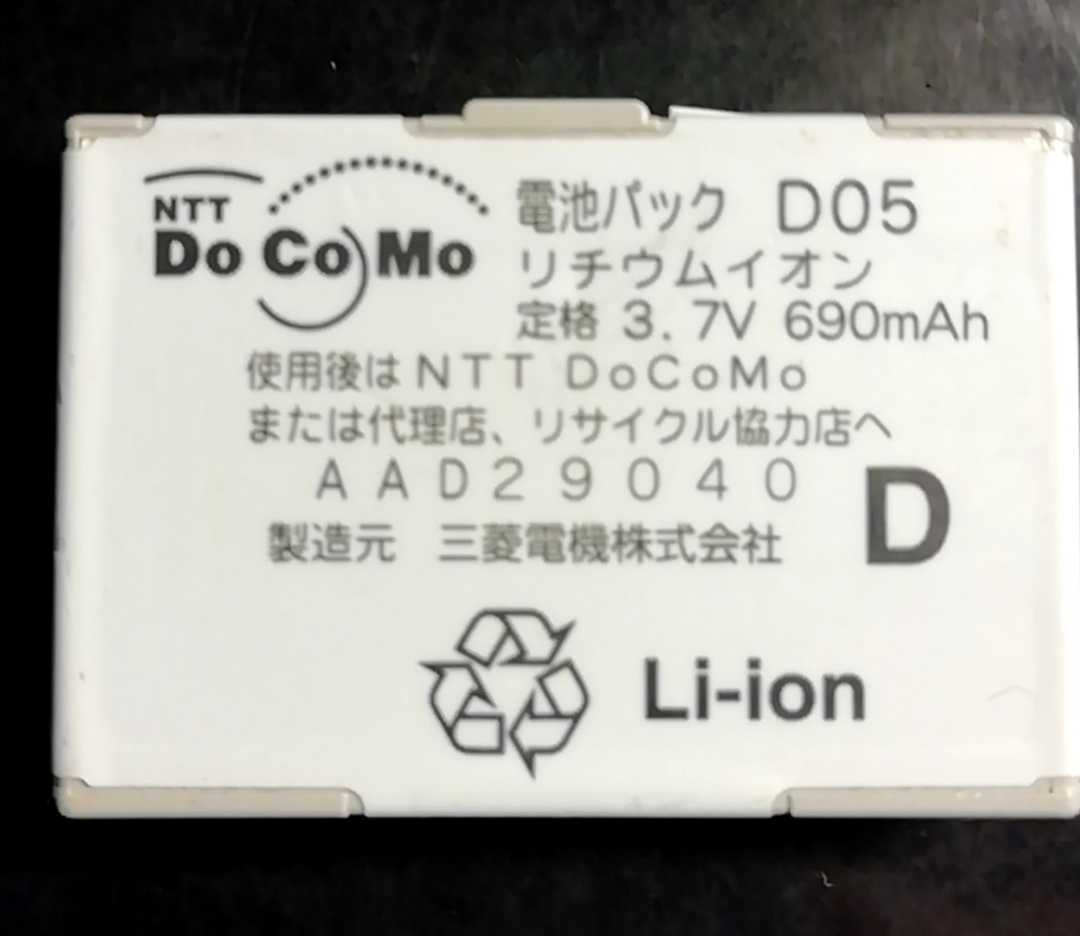 NTT
DoCoMo
電池パック D05
リチウムイオン
定格 3.7V 690mAh
使用後はNTT DoCoMo
または代理店、リサイクル協力店へ
AAD29040
D
製造元 三菱電機株式会社
Li-ion